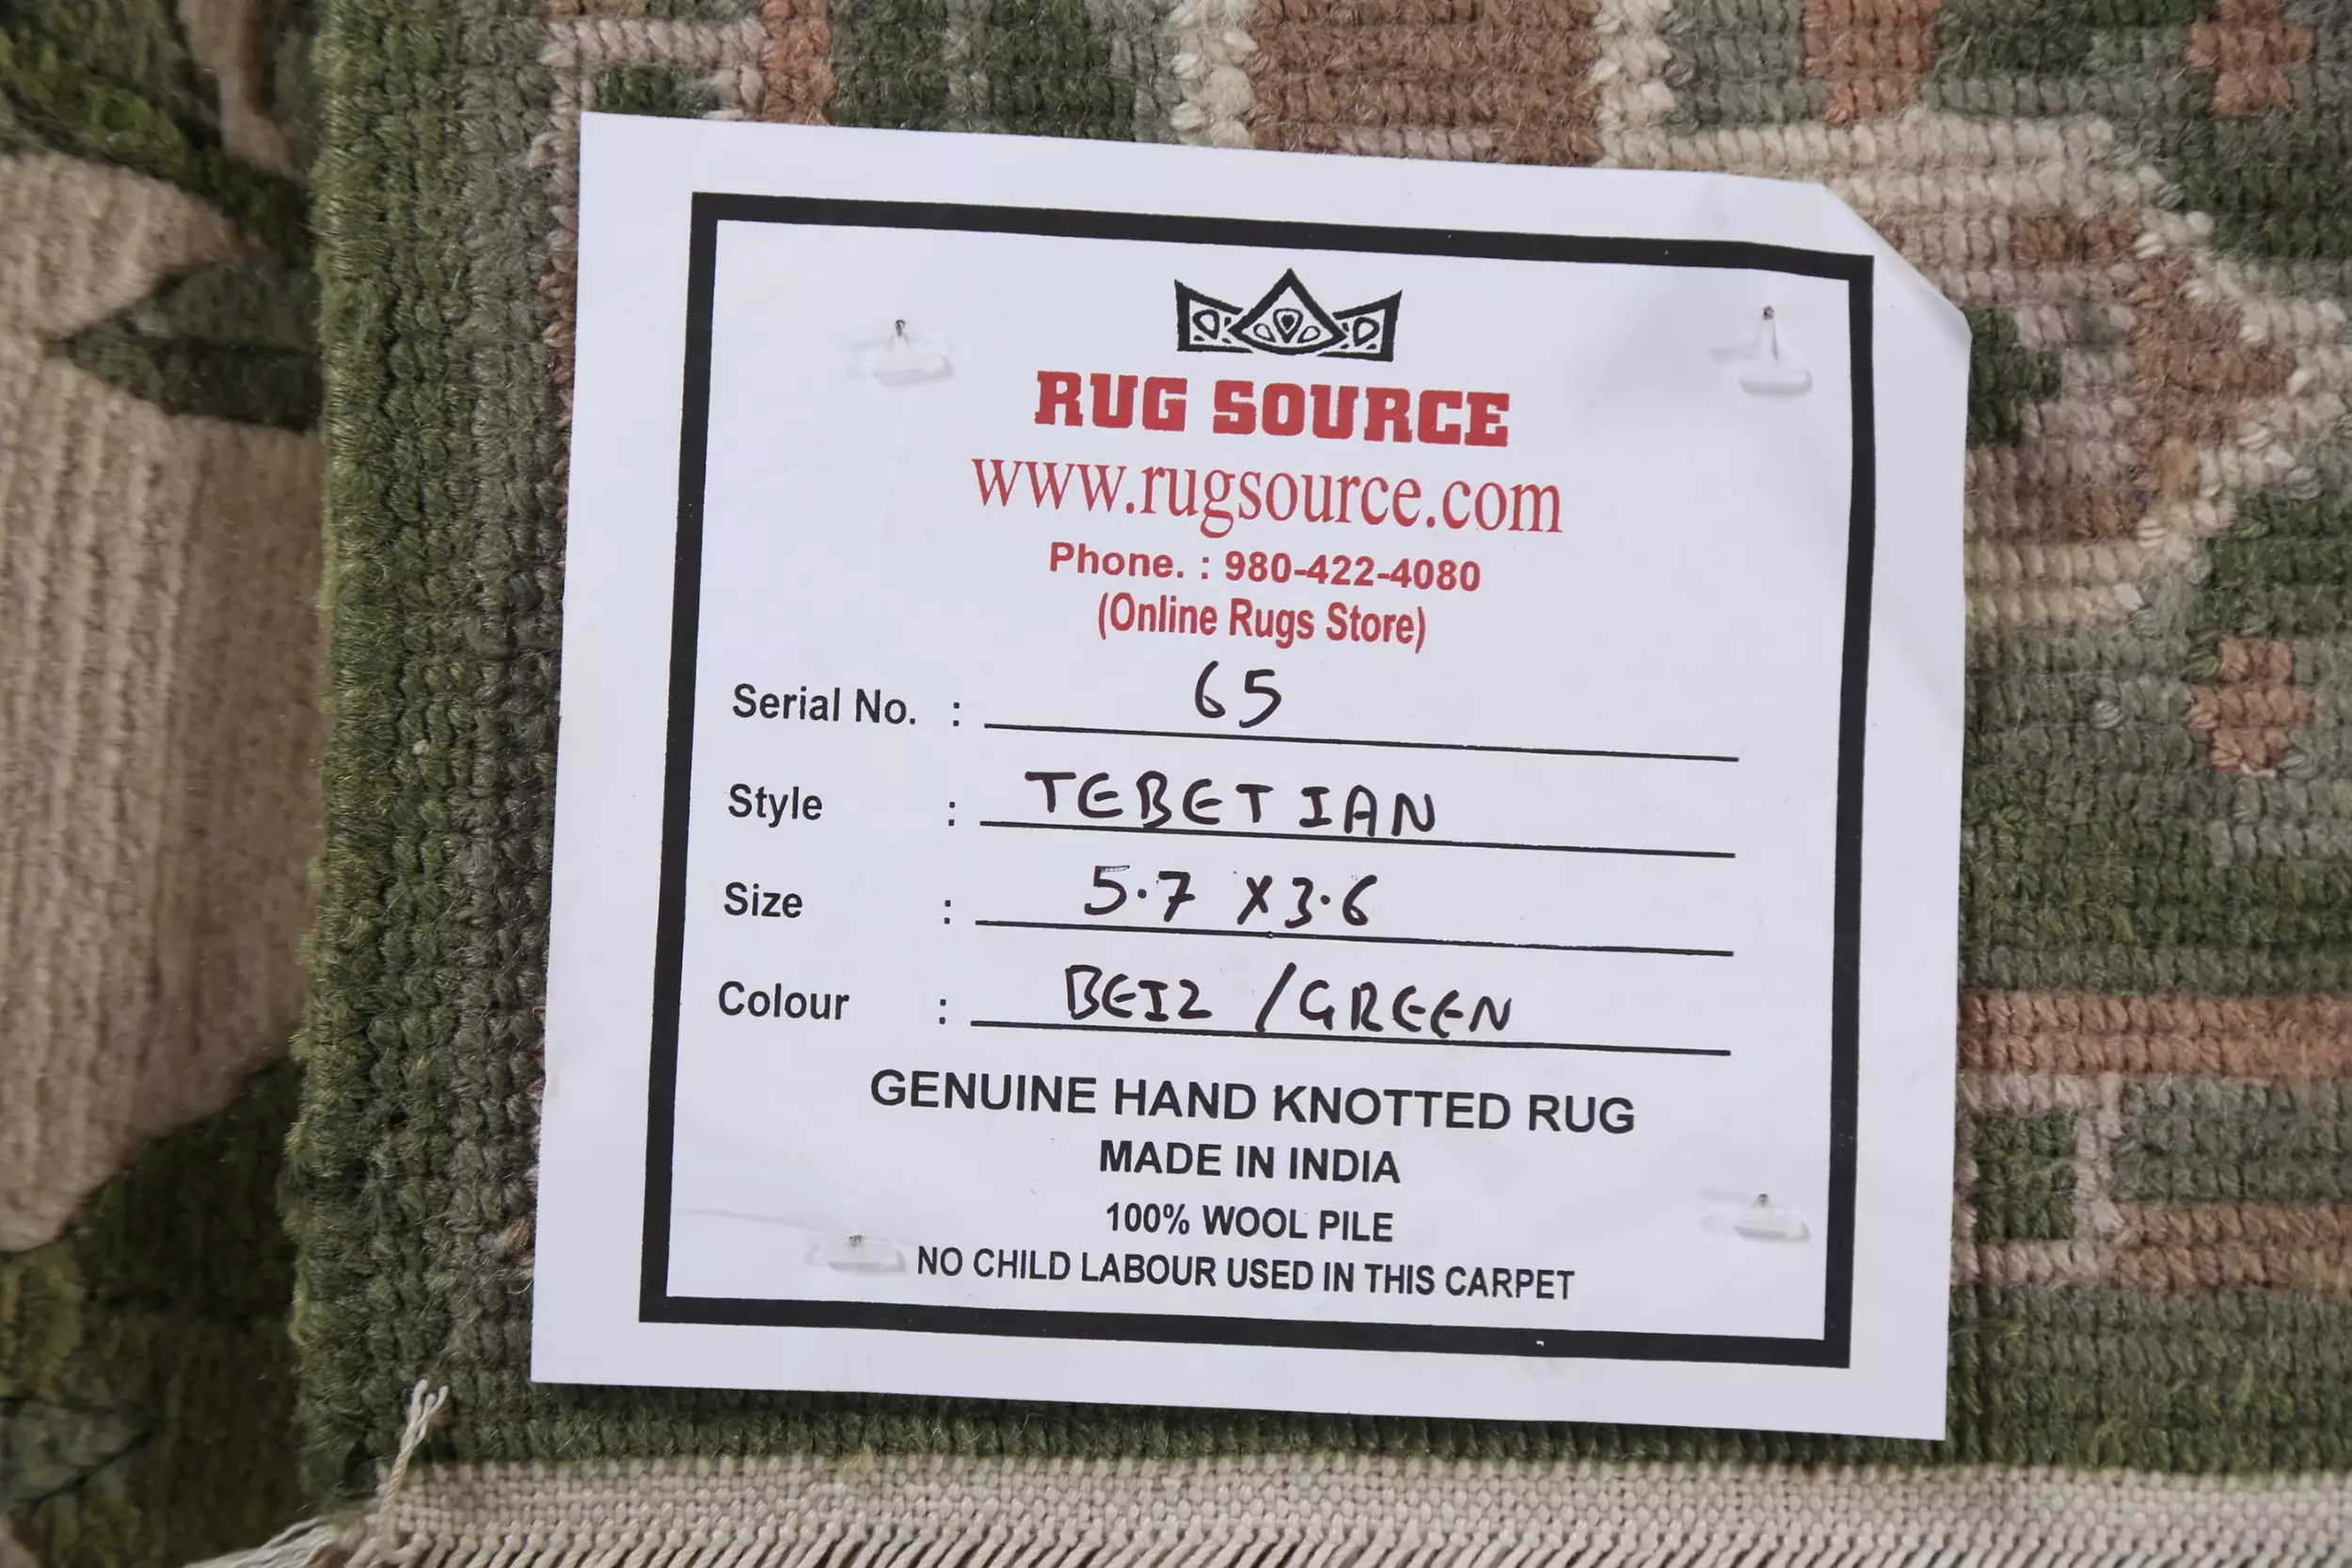 RUG SOURCE
www.rugsource.com
Phone. : 980-422-4080
(Online Rugs Store)
Serial No. : 65
Style : TEBETIAN
Size : 5.7 X3.6
Colour : BEIZ /GREEN
GENUINE HAND KNOTTED RUG
MADE IN INDIA
100% WOOL PILE
NO CHILD LABOUR USED IN THIS CARPET